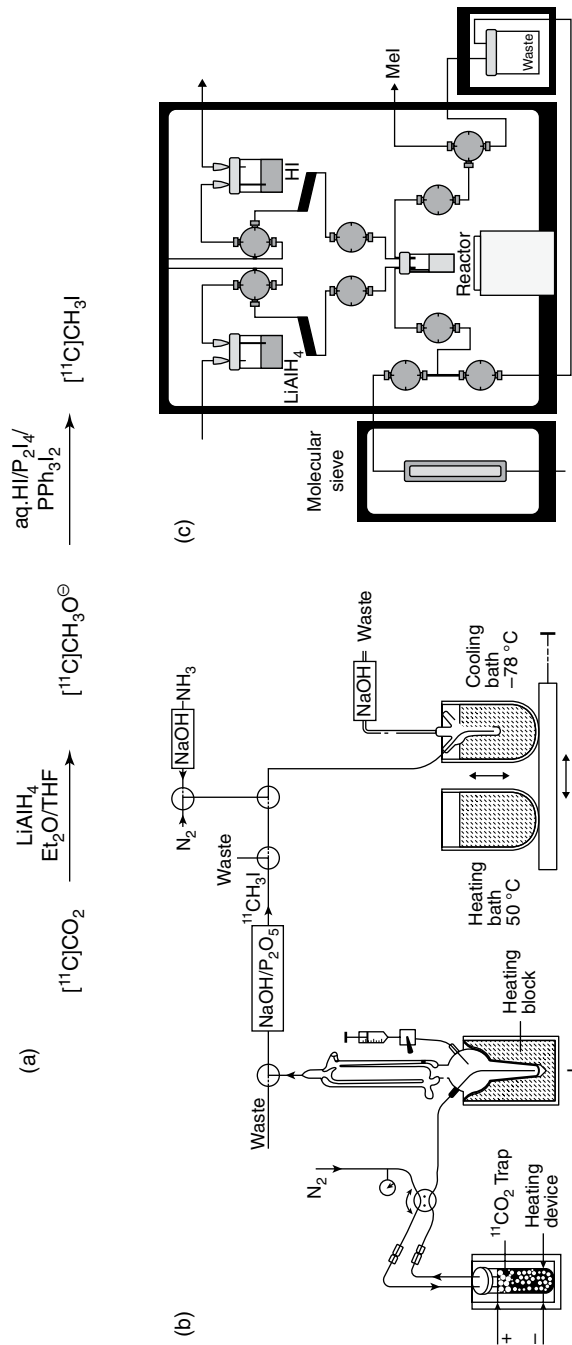 (a)
[¹¹C]CO₂
LiAlH₄
Et₂O/THF
[¹¹C]CH₃O⊖
aq.HI/P₂I₄/
PPh₃I₂
[¹¹C]CH₃I
(b)
N₂
¹¹CO₂ Trap
Heating
device
+
–
Waste
NaOH/P₂O₅
¹¹CH₃I
Waste
N₂
NaOH
NH₃
Heating
block
Heating
bath
50 °C
Cooling
bath
–78 °C
NaOH
Waste
(c)
Molecular
sieve
LiAlH₄
HI
Reactor
MeI
Waste